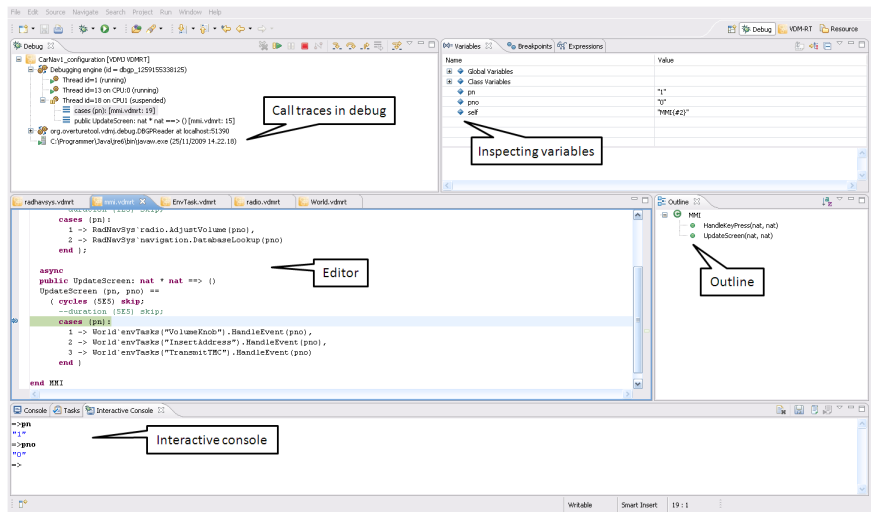 File Edit Source Navigate Search Project Run Window Help
Debug VDM-RT Resource
Debug
CarNav1_configuration [VDMJ VDMRT]
Debugging engine (id = dbgp_1259155338125)
Thread id=1 (running)
Thread id=13 on CPU:0 (running)
Thread id=18 on CPU1 (suspended)
cases (pn): [mmi.vdmrt: 19]
public UpdateScreen: nat * nat ==> () [mmi.vdmrt: 15]
org.overturetool.vdmj.debug.DBGPReader at localhost:51390
C:\Programmer\Java\jre6\bin\javaw.exe (25/11/2009 14.22.18)
Call traces in debug
Variables Breakpoints Expressions
Name Value
Global Variables
Class Variables
pn "1"
pno "0"
self "MMI{#2}"
Inspecting variables
radnavsys.vdmrt mmi.vdmrt EnvTask.vdmrt radio.vdmrt World.vdmrt
--duration (5E5) skip;
cases (pn):
1 -> RadNavSys`radio.AdjustVolume(pno),
2 -> RadNavSys`navigation.DatabaseLookup(pno)
end );
async
public UpdateScreen: nat * nat ==> ()
UpdateScreen (pn, pno) ==
( cycles (5E5) skip;
--duration (5E5) skip;
cases (pn):
1 -> World`envTasks("VolumeKnob").HandleEvent(pno),
2 -> World`envTasks("InsertAddress").HandleEvent(pno),
3 -> World`envTasks("TransmitTMC").HandleEvent(pno)
end )
end MMI
Editor
Outline
MMI
HandleKeyPress(nat, nat)
UpdateScreen(nat, nat)
Outline
Console Tasks Interactive Console
=>pn
"1"
=>pno
"0"
=>
Interactive console
Writable Smart Insert 19 : 1